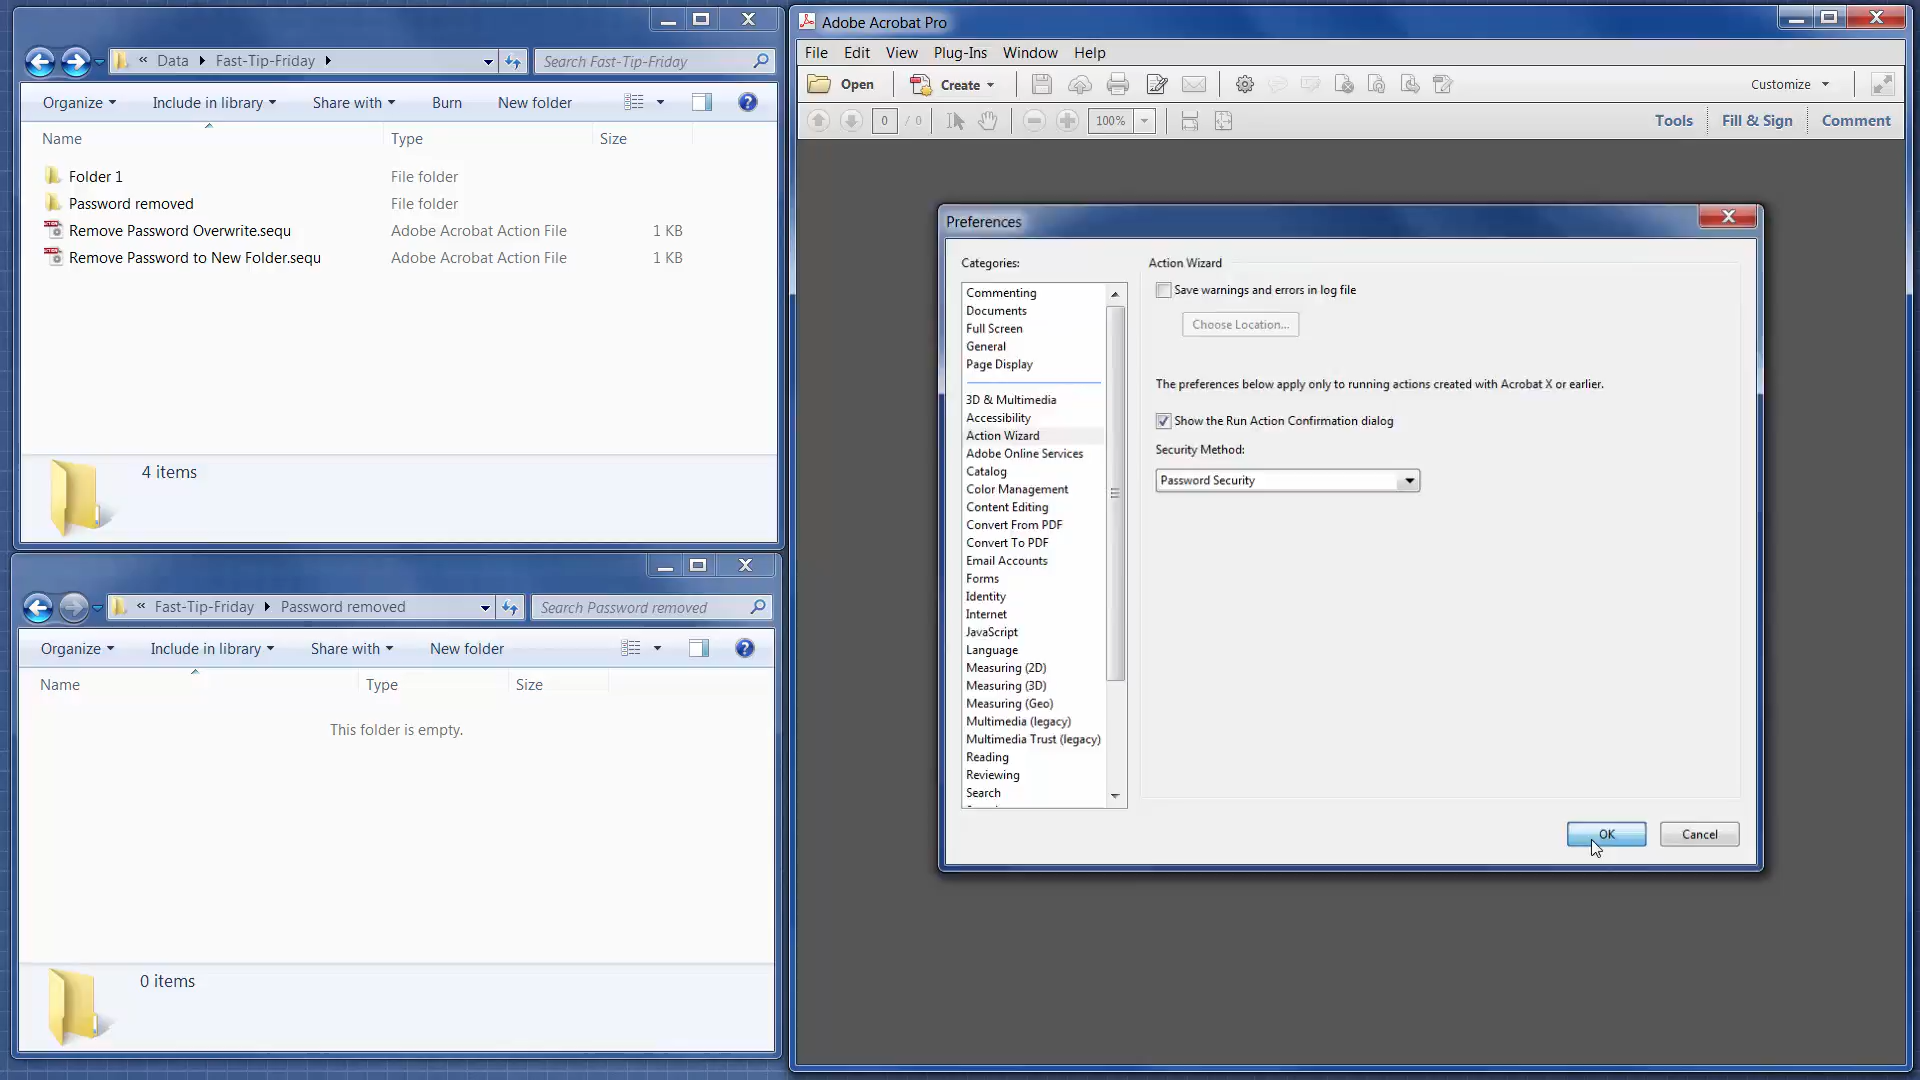 « Data Fast-Tip-Friday
Search Fast-Tip-Friday
Organize Include in library Share with Burn New folder
Name Type Size
Folder 1 File folder
Password removed File folder
Remove Password Overwrite.sequ Adobe Acrobat Action File 1 KB
Remove Password to New Folder.sequ Adobe Acrobat Action File 1 KB
4 items
« Fast-Tip-Friday Password removed
Search Password removed
Organize Include in library Share with New folder
Name Type Size
This folder is empty.
0 items
Adobe Acrobat Pro
File Edit View Plug-Ins Window Help
Open Create Customize
0 / 0 100% Tools Fill & Sign Comment
Preferences
Categories:
Commenting
Documents
Full Screen
General
Page Display
3D & Multimedia
Accessibility
Action Wizard
Adobe Online Services
Catalog
Color Management
Content Editing
Convert From PDF
Convert To PDF
Email Accounts
Forms
Identity
Internet
JavaScript
Language
Measuring (2D)
Measuring (3D)
Measuring (Geo)
Multimedia (legacy)
Multimedia Trust (legacy)
Reading
Reviewing
Search
Action Wizard
Save warnings and errors in log file
Choose Location...
The preferences below apply only to running actions created with Acrobat X or earlier.
Show the Run Action Confirmation dialog
Security Method:
Password Security
OK Cancel